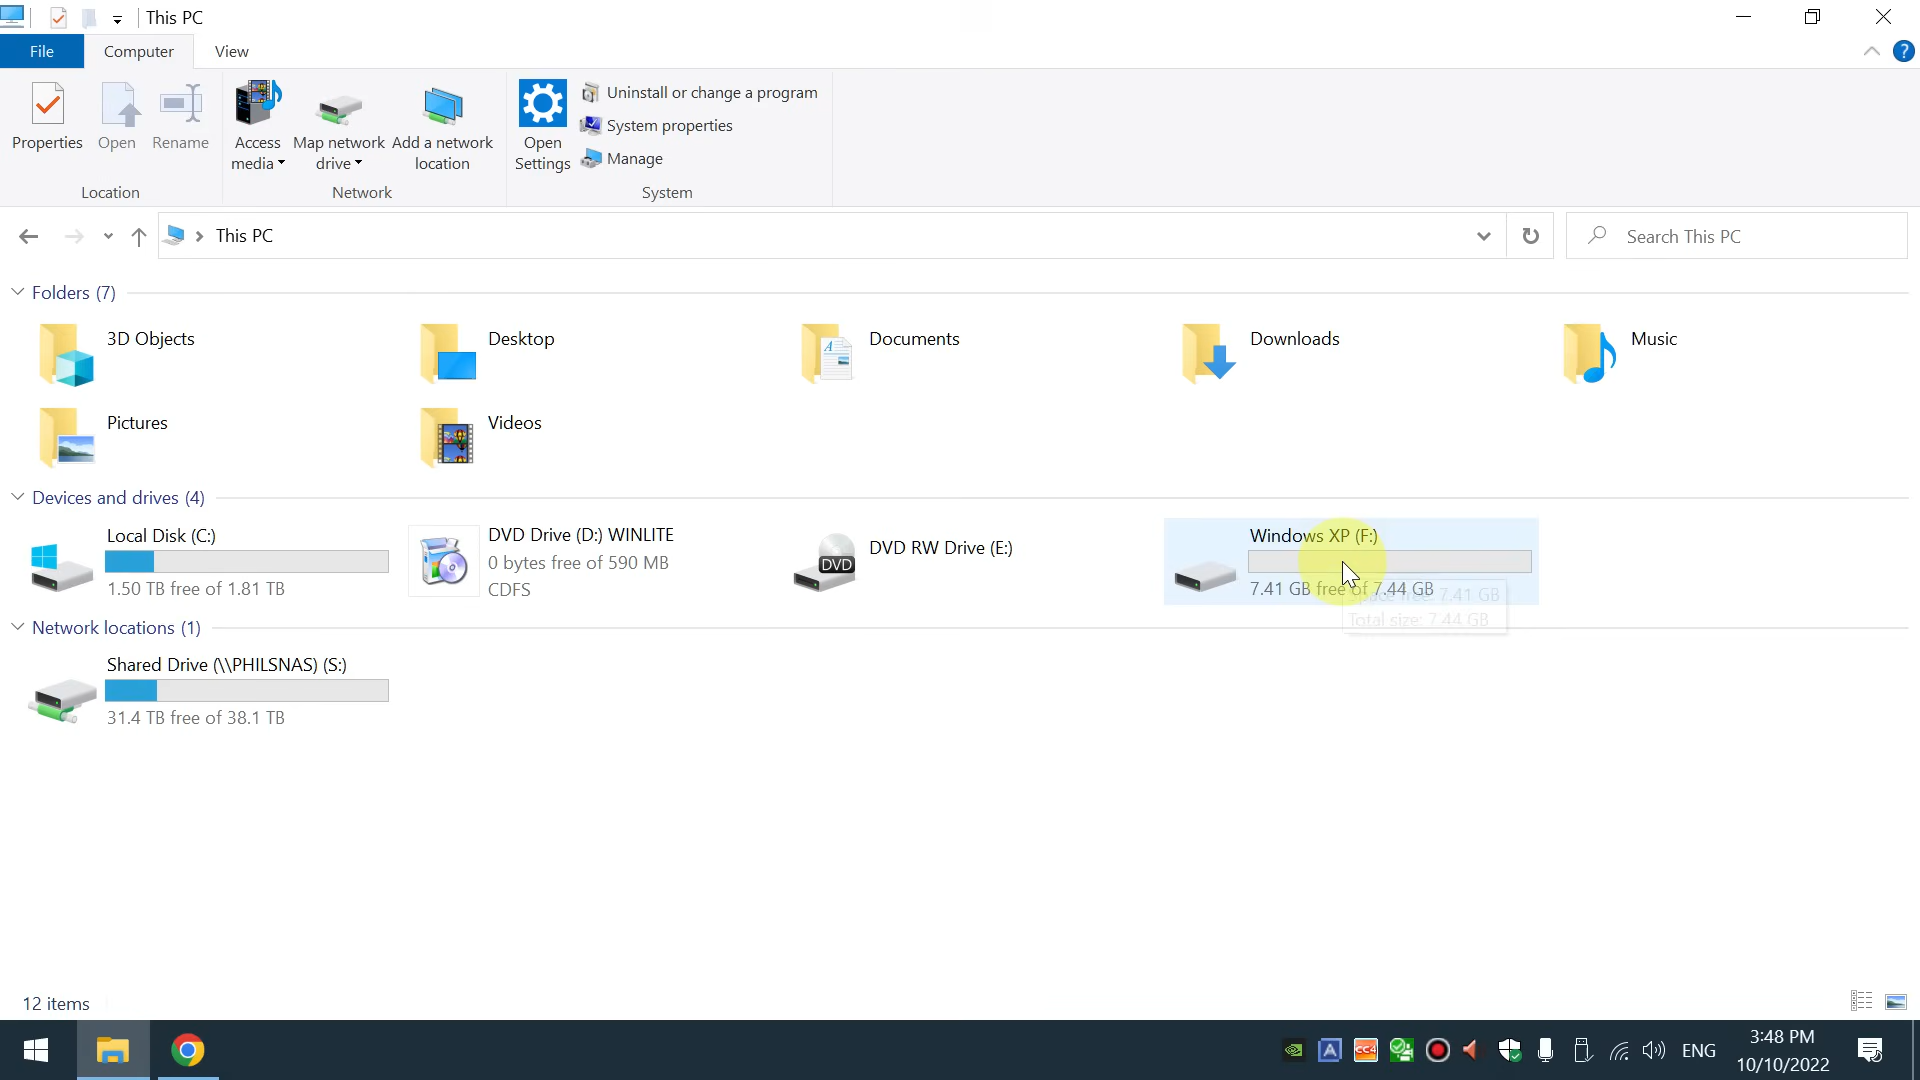 This PC
File
Computer
View
Properties
Open
Rename
Access
media
Map network
drive
Add a network
location
Open
Settings
Uninstall or change a program
System properties
Manage
Location
Network
System
This PC
Search This PC
Folders (7)
3D Objects
Desktop
Documents
Downloads
Music
Pictures
Videos
Devices and drives (4)
Local Disk (C:)
1.50 TB free of 1.81 TB
DVD Drive (D:) WINLITE
0 bytes free of 590 MB
CDFS
DVD RW Drive (E:)
DVD
Windows XP (F:)
7.41 GB free of 7.44 GB
Space free: 7.41 GB
Total size: 7.44 GB
Network locations (1)
Shared Drive (\\PHILSNAS) (S:)
31.4 TB free of 38.1 TB
12 items
CC4
ENG
3:48 PM
10/10/2022